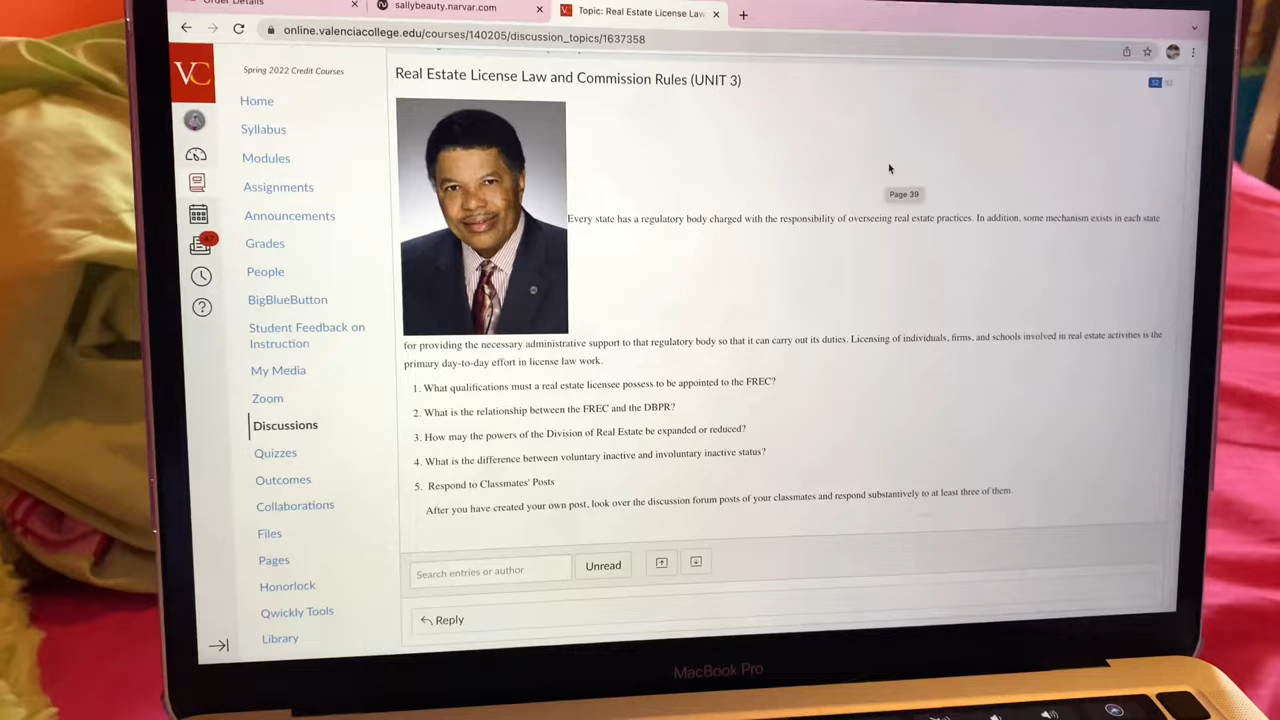 Order Details
sallybeauty.narvar.com
Topic: Real Estate License Law
online.valenciacollege.edu/courses/140205/discussion_topics/1637358
VC
Spring 2022 Credit Courses
Home
Syllabus
Modules
Assignments
Announcements
Grades
People
BigBlueButton
Student Feedback on
Instruction
My Media
Zoom
Discussions
Quizzes
Outcomes
Collaborations
Files
Pages
Honorlock
Qwickly Tools
Library
47
Real Estate License Law and Commission Rules (UNIT 3)
52 52
Page 39
Every state has a regulatory body charged with the responsibility of overseeing real estate practices. In addition, some mechanism exists in each state
for providing the necessary administrative support to that regulatory body so that it can carry out its duties. Licensing of individuals, firms, and schools involved in real estate activities is the
primary day-to-day effort in license law work.
1. What qualifications must a real estate licensee possess to be appointed to the FREC?
2. What is the relationship between the FREC and the DBPR?
3. How may the powers of the Division of Real Estate be expanded or reduced?
4. What is the difference between voluntary inactive and involuntary inactive status?
5. Respond to Classmates' Posts
After you have created your own post, look over the discussion forum posts of your classmates and respond substantively to at least three of them.
Search entries or author
Unread
Reply
MacBook Pro